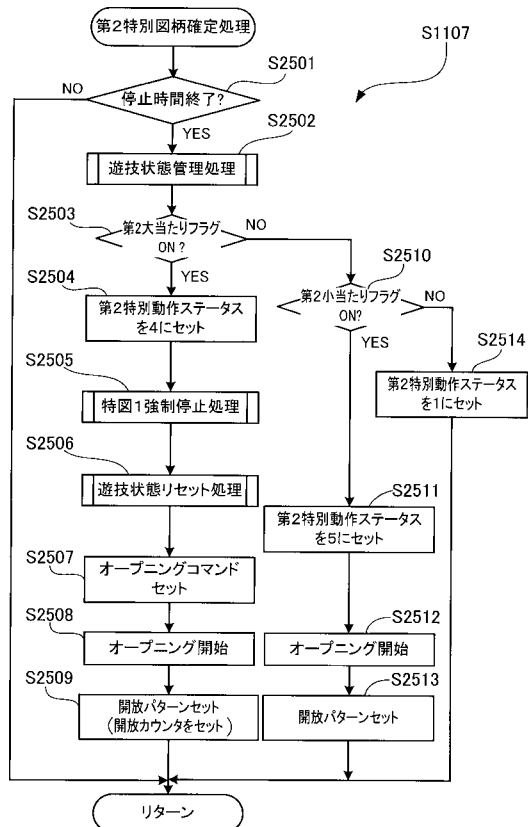 第2特別図柄確定処理
S1107
S2501
停止時間終了?
NO
YES
S2502
遊技状態管理処理
S2503
第2大当たりフラグ
ON?
NO
YES
S2510
第2小当たりフラグ
ON?
NO
YES
S2504
第2特別動作ステータス
を4にセット
S2514
第2特別動作ステータス
を1にセット
S2505
特図1強制停止処理
S2506
遊技状態リセット処理
S2511
第2特別動作ステータス
を5にセット
S2507
オープニングコマンド
セット
S2508
オープニング開始
S2512
オープニング開始
S2509
開放パターンセット
(開放カウンタをセット)
S2513
開放パターンセット
リターン